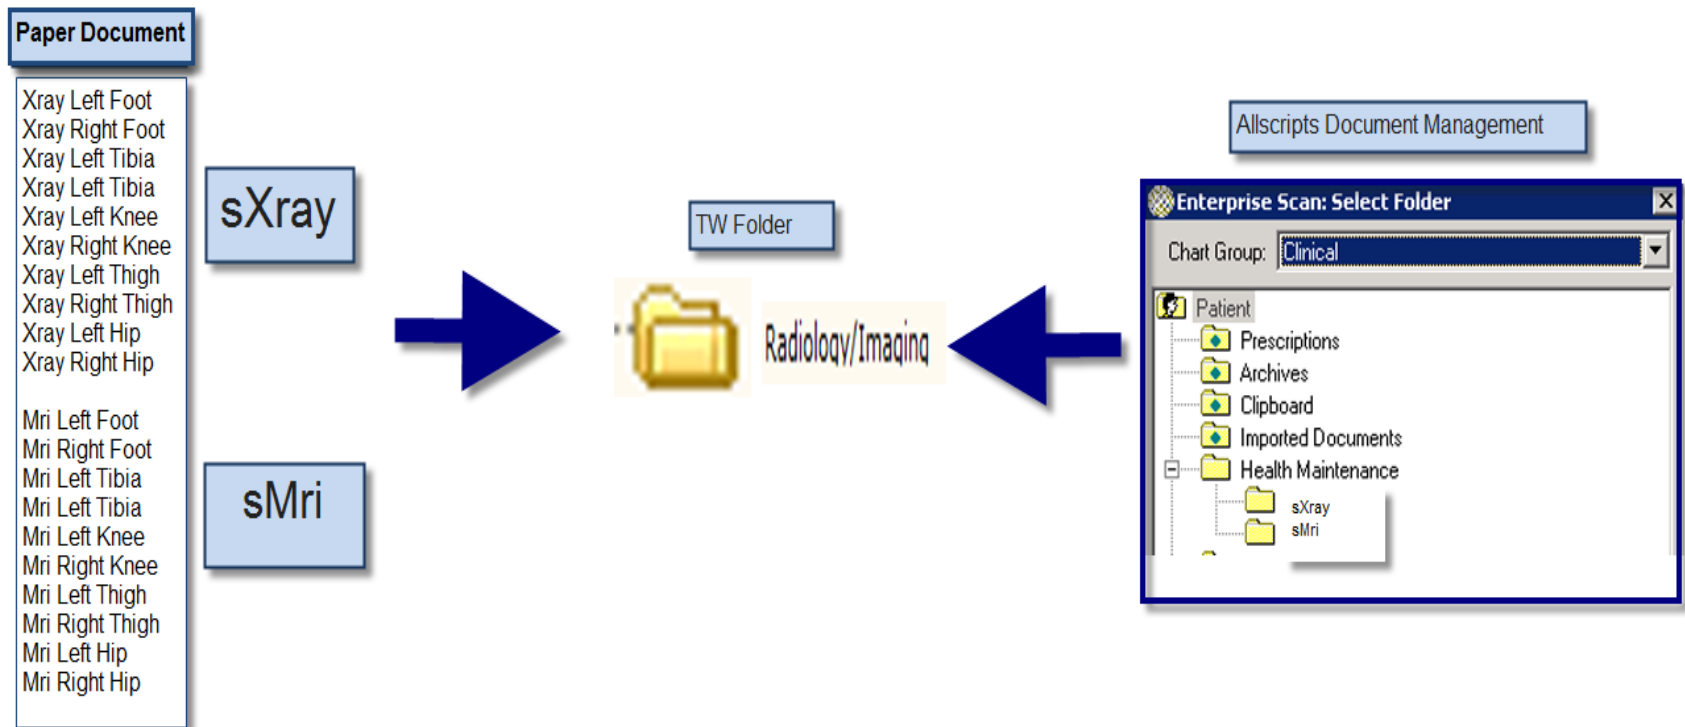 Paper Document
Xray Left Foot
Xray Right Foot
Xray Left Tibia
Xray Left Tibia
Xray Left Knee
Xray Right Knee
Xray Left Thigh
Xray Right Thigh
Xray Left Hip
Xray Right Hip
Mri Left Foot
Mri Right Foot
Mri Left Tibia
Mri Left Tibia
Mri Left Knee
Mri Right Knee
Mri Left Thigh
Mri Right Thigh
Mri Left Hip
Mri Right Hip
sXray
sMri
TW Folder
Radiology/Imaging
Allscripts Document Management
Enterprise Scan: Select Folder
Chart Group: Clinical
Patient
Prescriptions
Archives
Clipboard
Imported Documents
Health Maintenance
sXray
sMri